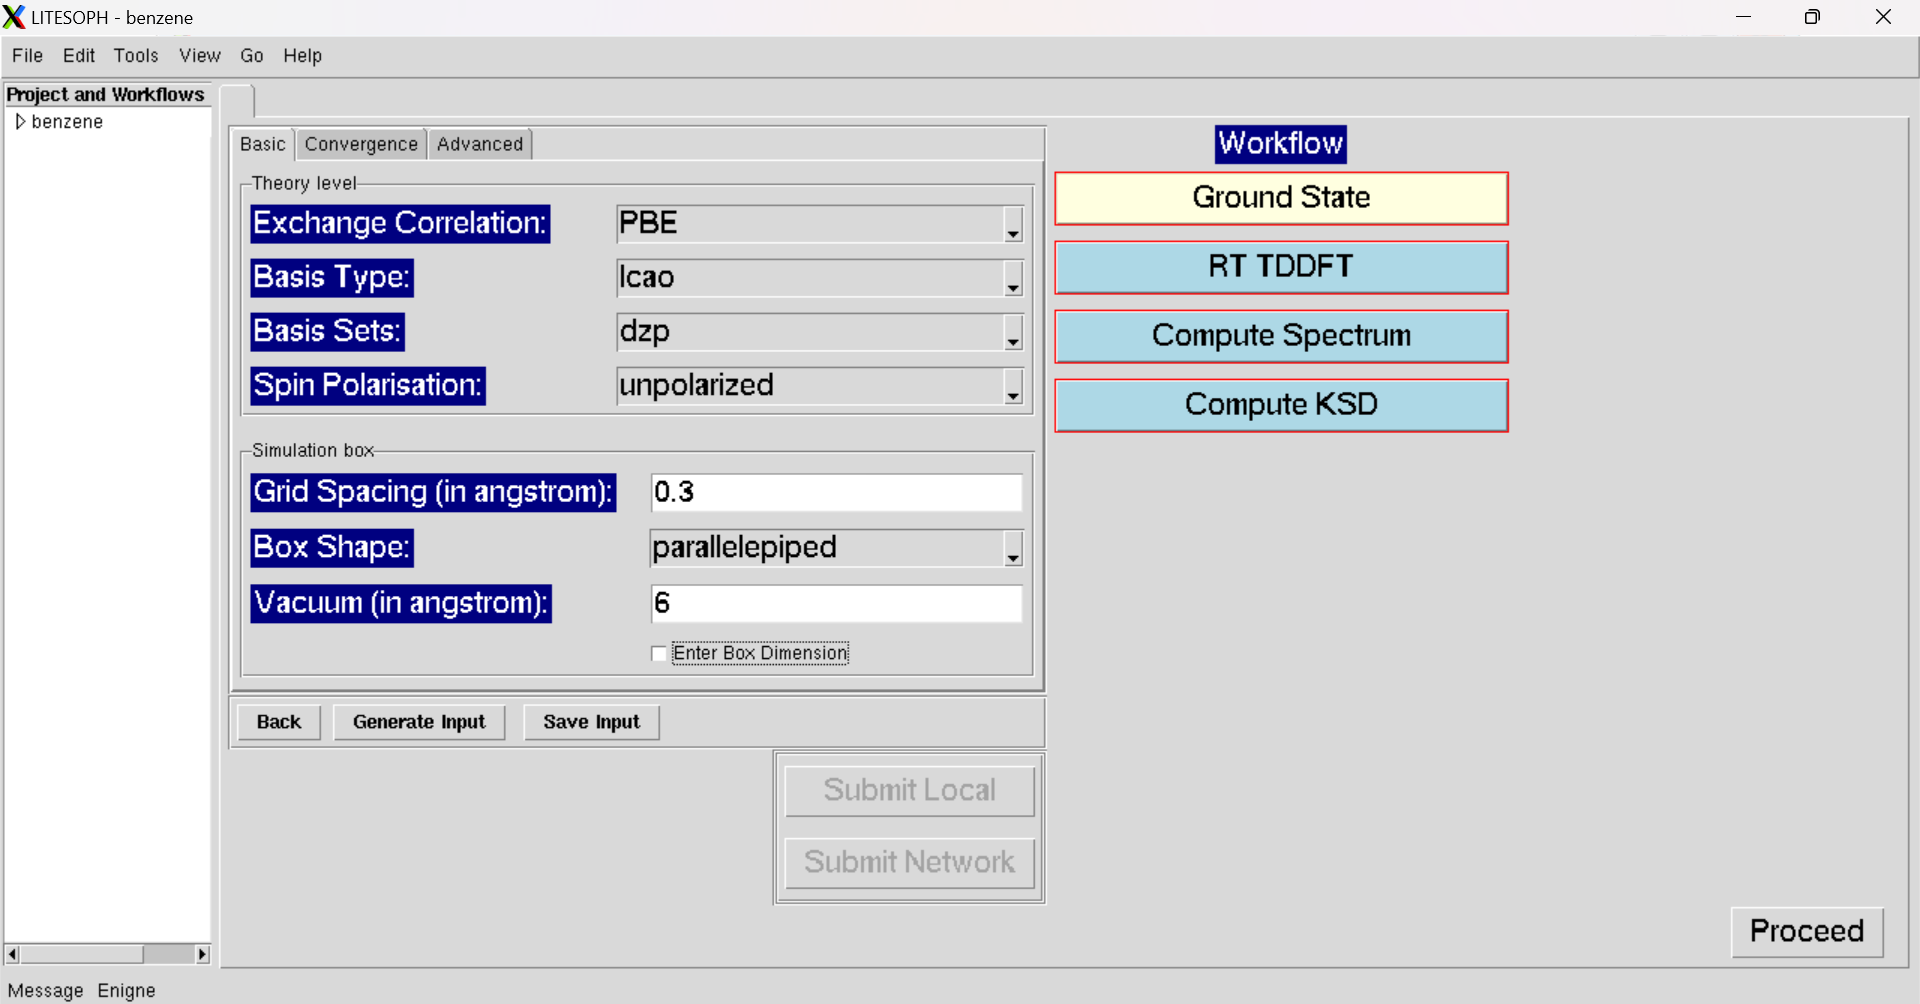 LITESOPH - benzene
File Edit Tools View Go Help
Project and Workflows
benzene
Basic Convergence Advanced
Theory level
Exchange Correlation: PBE
Basis Type: lcao
Basis Sets: dzp
Spin Polarisation: unpolarized
Simulation box
Grid Spacing (in angstrom): 0.3
Box Shape: parallelepiped
Vacuum (in angstrom): 6
Enter Box Dimension
Back Generate Input Save Input
Submit Local
Submit Network
Workflow
Ground State
RT TDDFT
Compute Spectrum
Compute KSD
Proceed
Message Enigne